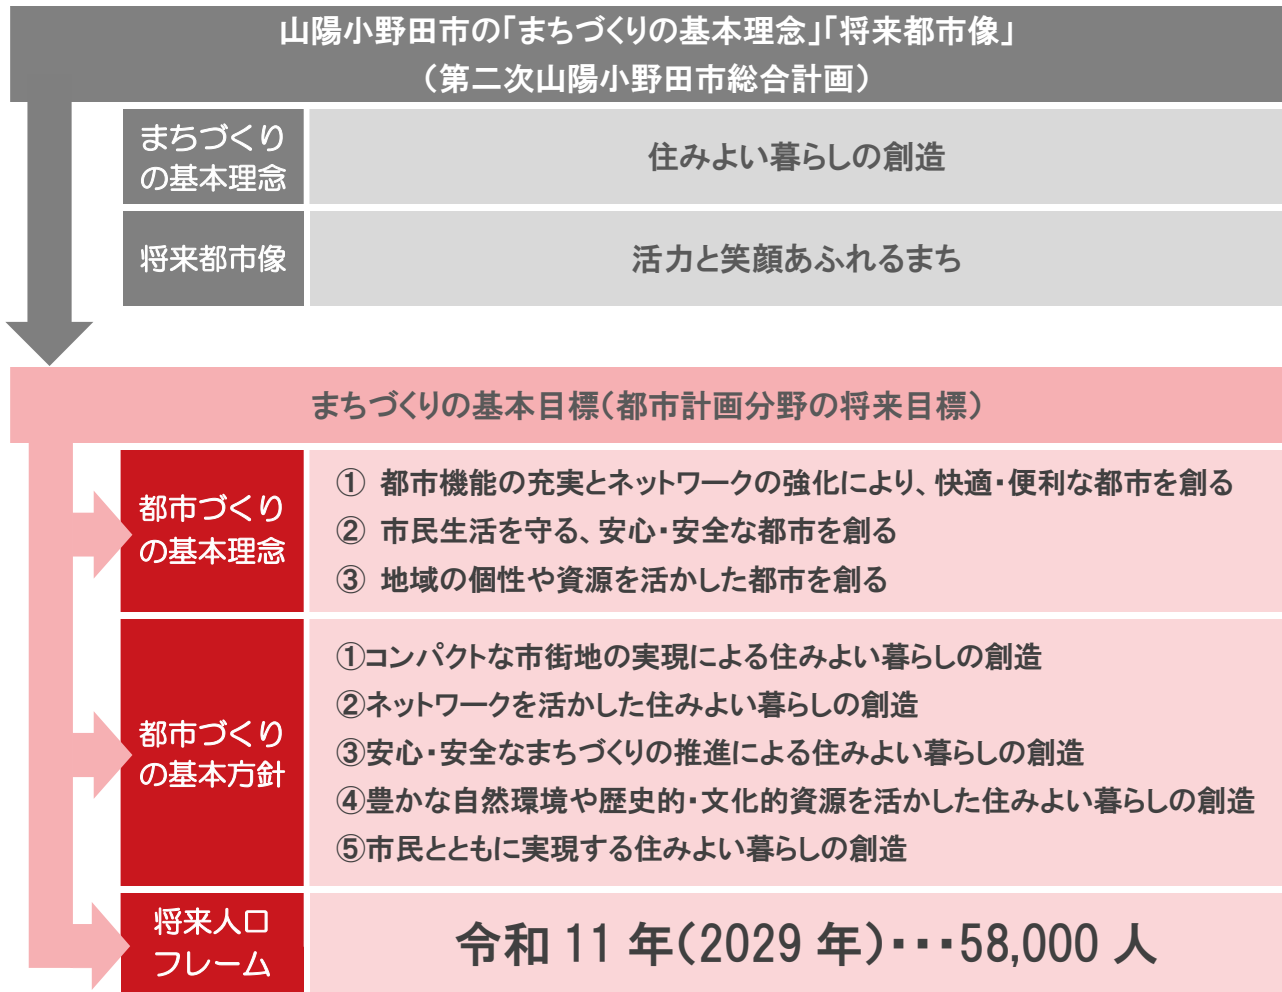 山陽小野田市の「まちづくりの基本理念」「将来都市像」
（第二次山陽小野田市総合計画）
まちづくり
の基本理念
住みよい暮らしの創造
将来都市像
活力と笑顔あふれるまち
まちづくりの基本目標（都市計画分野の将来目標）
都市づくり
の基本理念
① 都市機能の充実とネットワークの強化により、快適・便利な都市を創る
② 市民生活を守る、安心・安全な都市を創る
③ 地域の個性や資源を活かした都市を創る
都市づくり
の基本方針
①コンパクトな市街地の実現による住みよい暮らしの創造
②ネットワークを活かした住みよい暮らしの創造
③安心・安全なまちづくりの推進による住みよい暮らしの創造
④豊かな自然環境や歴史的・文化的資源を活かした住みよい暮らしの創造
⑤市民とともに実現する住みよい暮らしの創造
将来人口
フレーム
令和 11 年（2029 年）・・・58,000 人